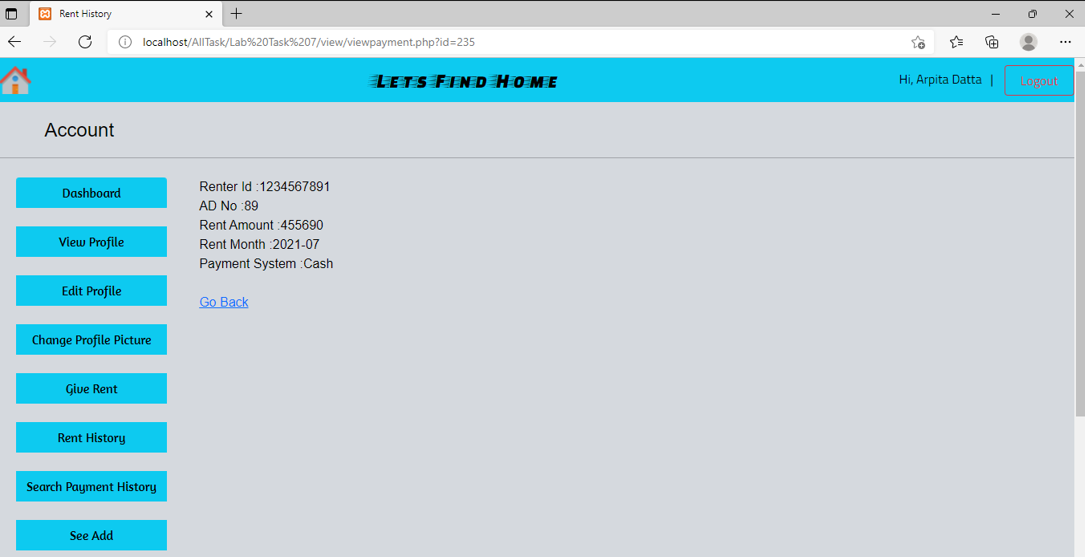 Rent History
localhost/AllTask/Lab%20Task%207/view/viewpayment.php?id=235
Lets Find Home
Hi, Arpita Datta |
Logout
Account
Dashboard
View Profile
Edit Profile
Change Profile Picture
Give Rent
Rent History
Search Payment History
See Add
Renter Id :1234567891
AD No :89
Rent Amount :455690
Rent Month :2021-07
Payment System :Cash
Go Back